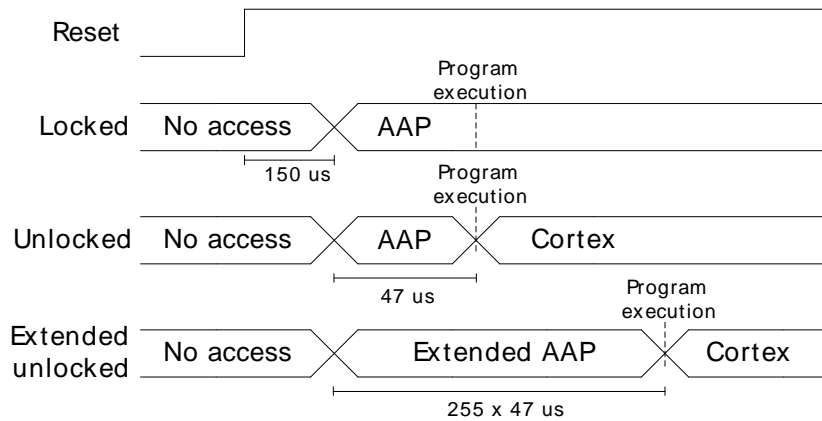 Reset
Program
execution
Locked
No access
AAP
150 us
Program
execution
Unlocked
No access
AAP
Cortex
47 us
Program
execution
Extended
unlocked
No access
Extended AAP
Cortex
255 x 47 us